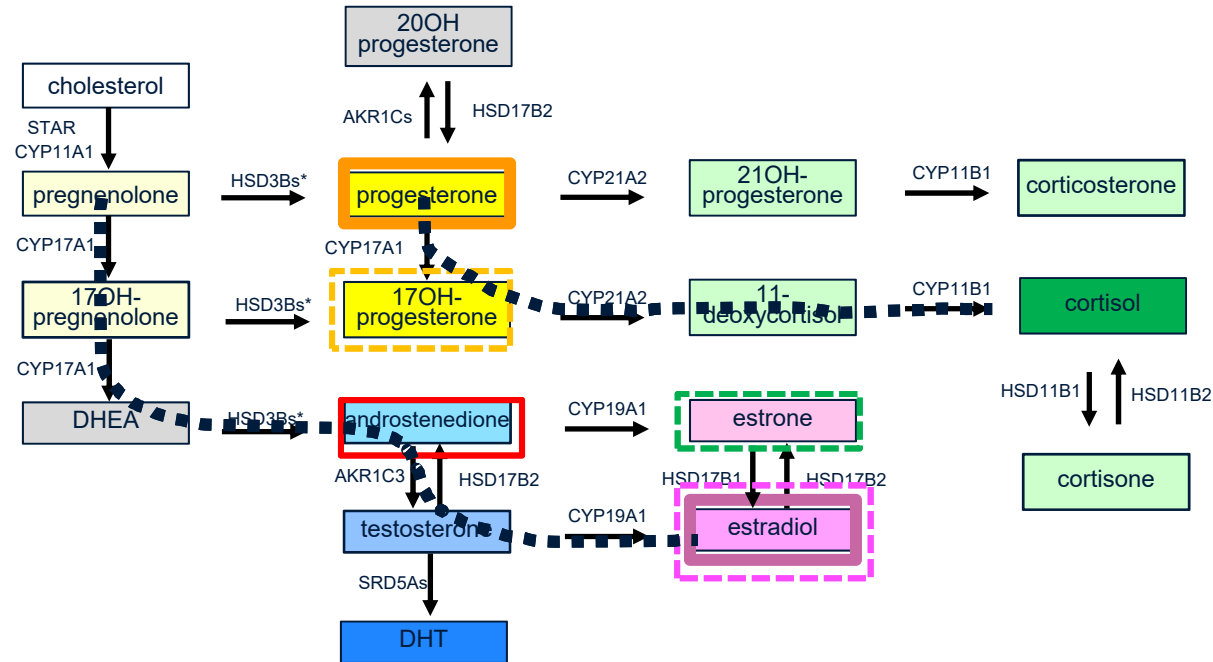 20OH
progesterone
cholesterol
STAR
CYP11A1
AKR1Cs
HSD17B2
pregnenolone
HSD3Bs*
progesterone
CYP21A2
21OH-
progesterone
CYP11B1
corticosterone
CYP17A1
CYP17A1
17OH-
pregnenolone
HSD3Bs*
17OH-
progesterone
CYP21A2
11-
deoxycortisol
CYP11B1
cortisol
CYP17A1
HSD11B1
HSD11B2
DHEA
HSD3Bs*
androstenedione
CYP19A1
estrone
AKR1C3
HSD17B2
HSD17B1
HSD17B2
cortisone
testosterone
CYP19A1
estradiol
SRD5As
DHT